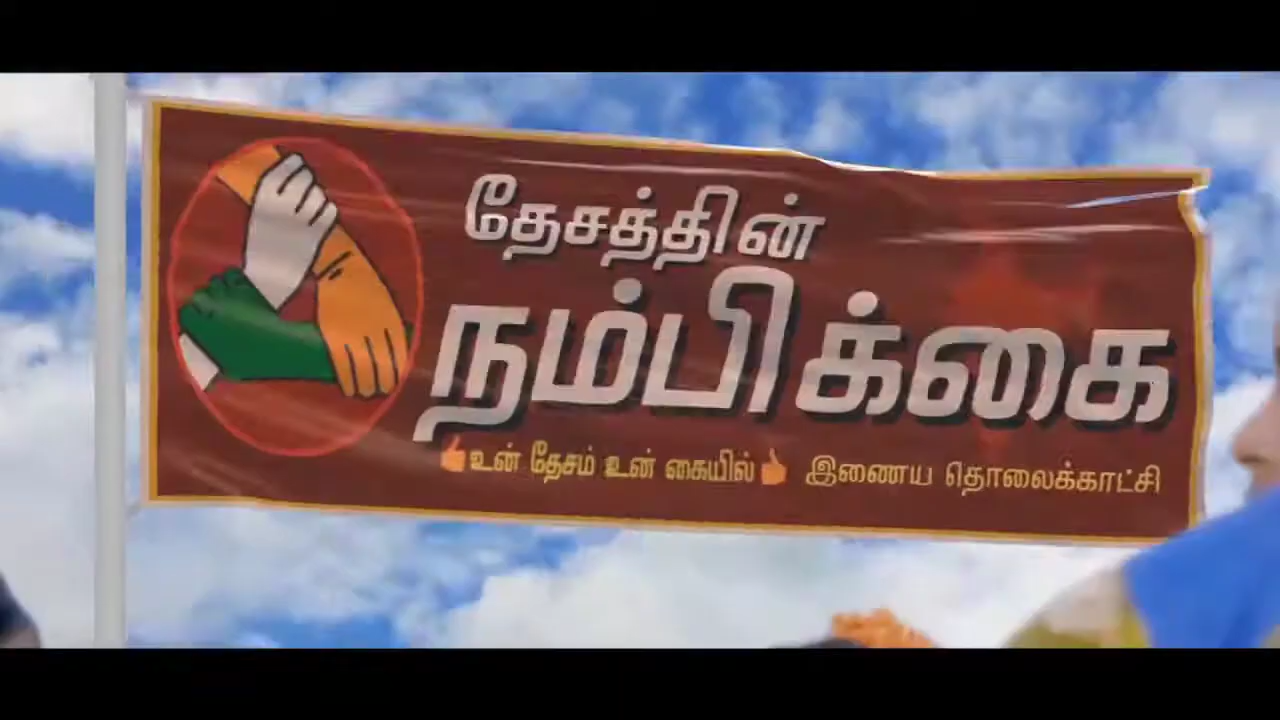 தேசத்தின்
நம்பிக்கை
உன் தேசம் உன் கையில் இணைய தொலைக்காட்சி